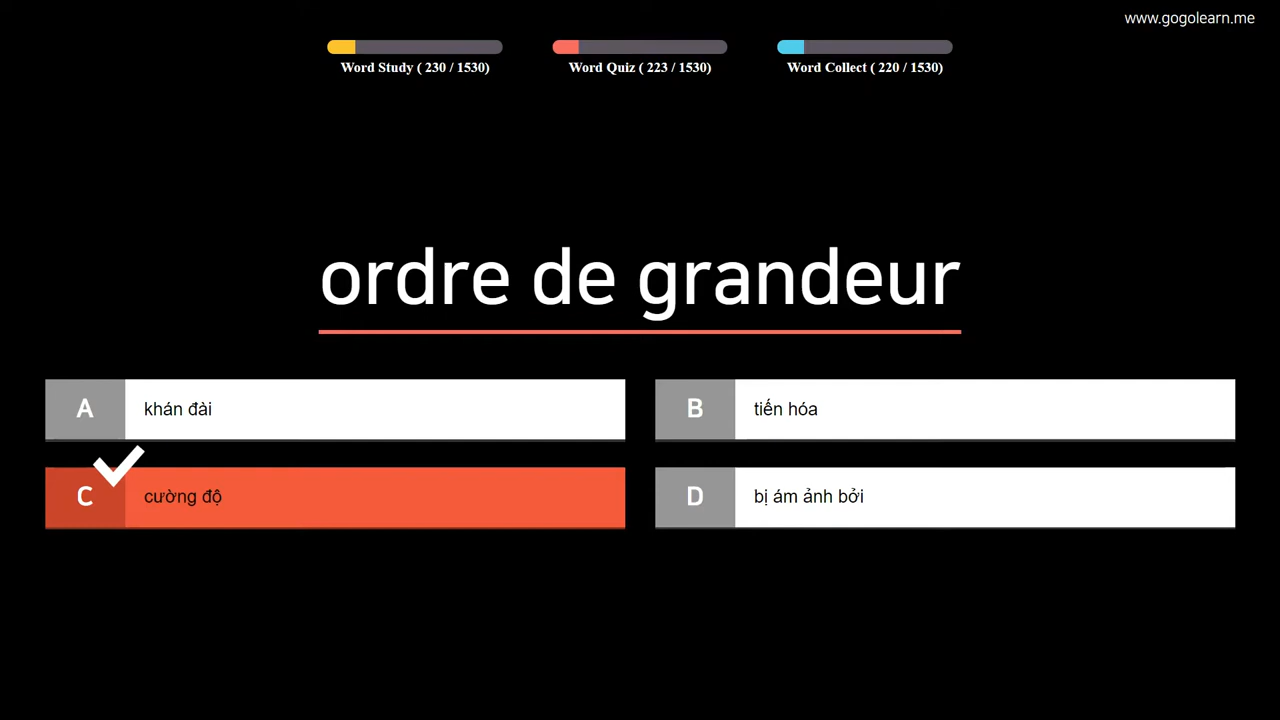 www.gogolearn.me
Word Study ( 230 / 1530)
Word Quiz ( 223 / 1530)
Word Collect ( 220 / 1530)
ordre de grandeur
A khán đài
B tiến hóa
C cường độ
D bị ám ảnh bởi